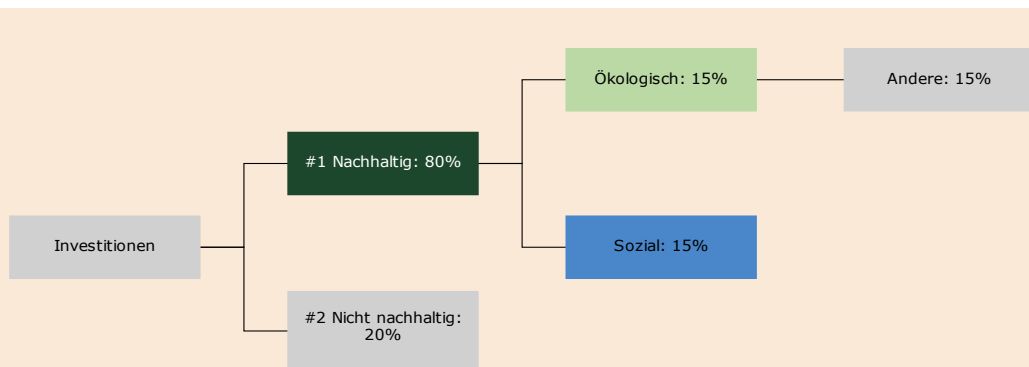 Ökologisch: 15%
Andere: 15%
#1 Nachhaltig: 80%
Investitionen
Sozial: 15%
#2 Nicht nachhaltig:
20%